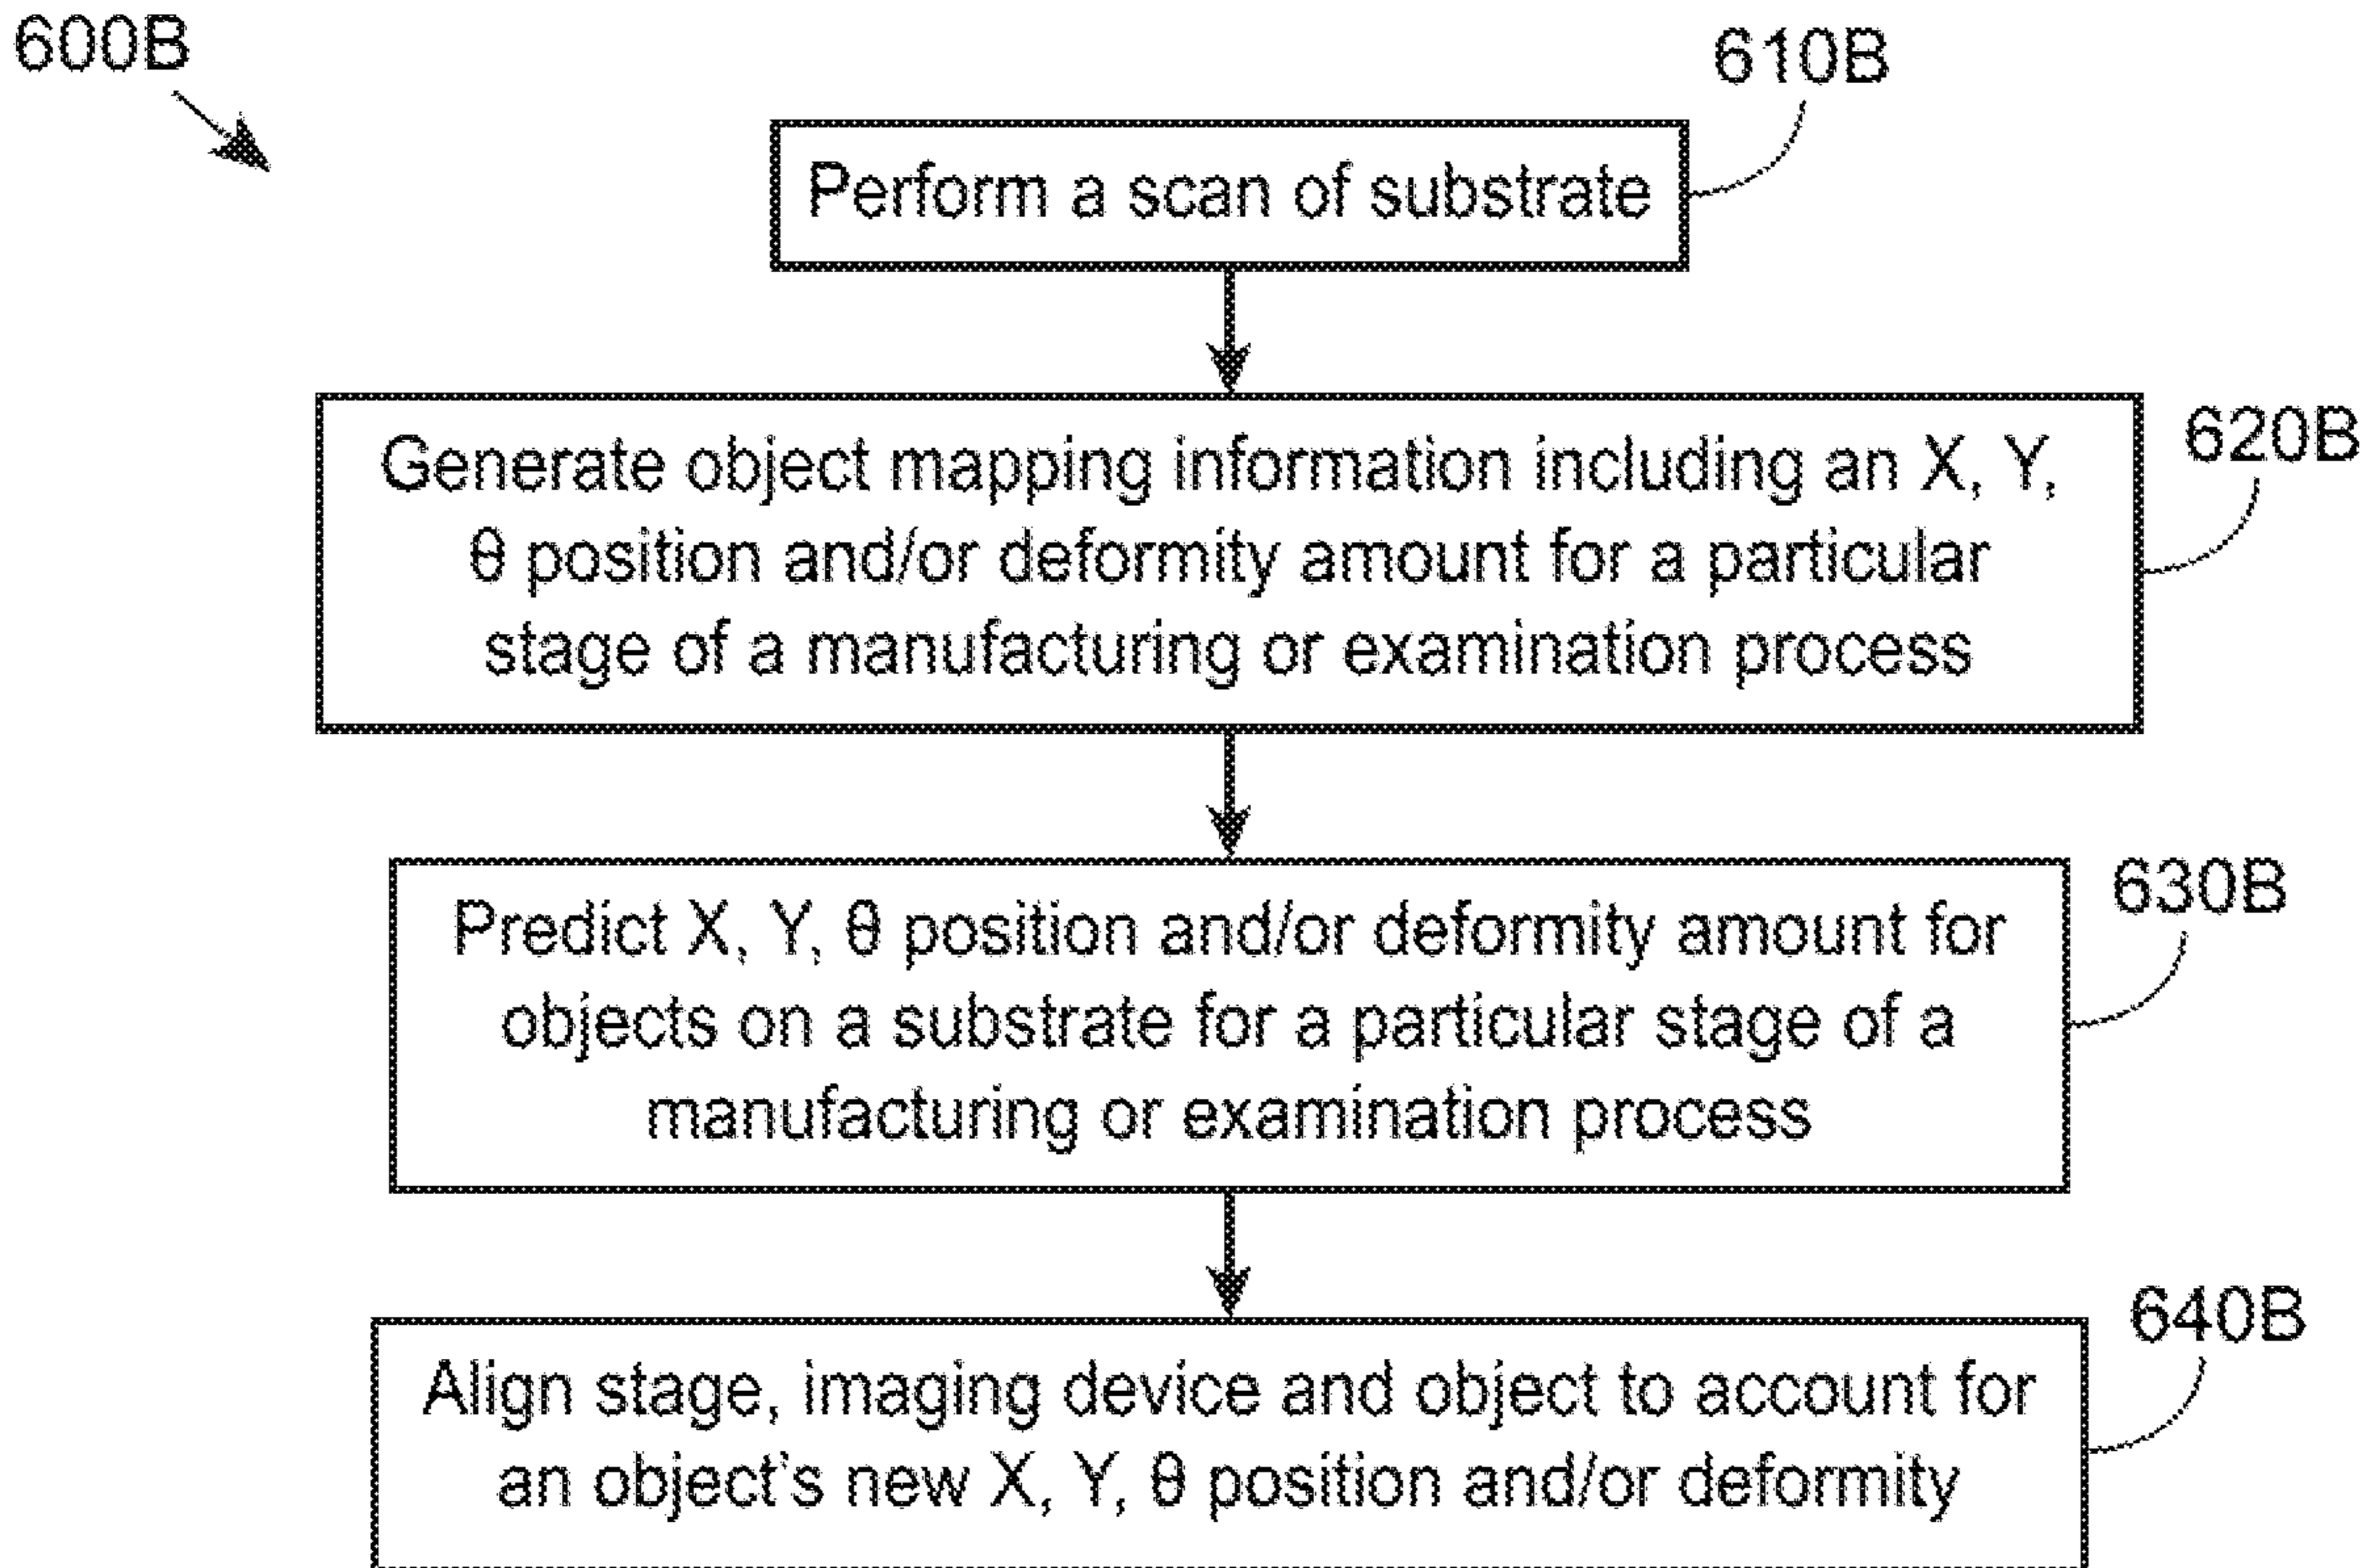 600B
610B
Perform a scan of substrate
620B
Generate object mapping information including an X, Y,
θ position and/or deformity amount for a particular
stage of a manufacturing or examination process
630B
Predict X, Y, θ position and/or deformity amount for
objects on a substrate for a particular stage of a
manufacturing or examination process
640B
Align stage, imaging device and object to account for
an object's new X, Y, θ position and/or deformity